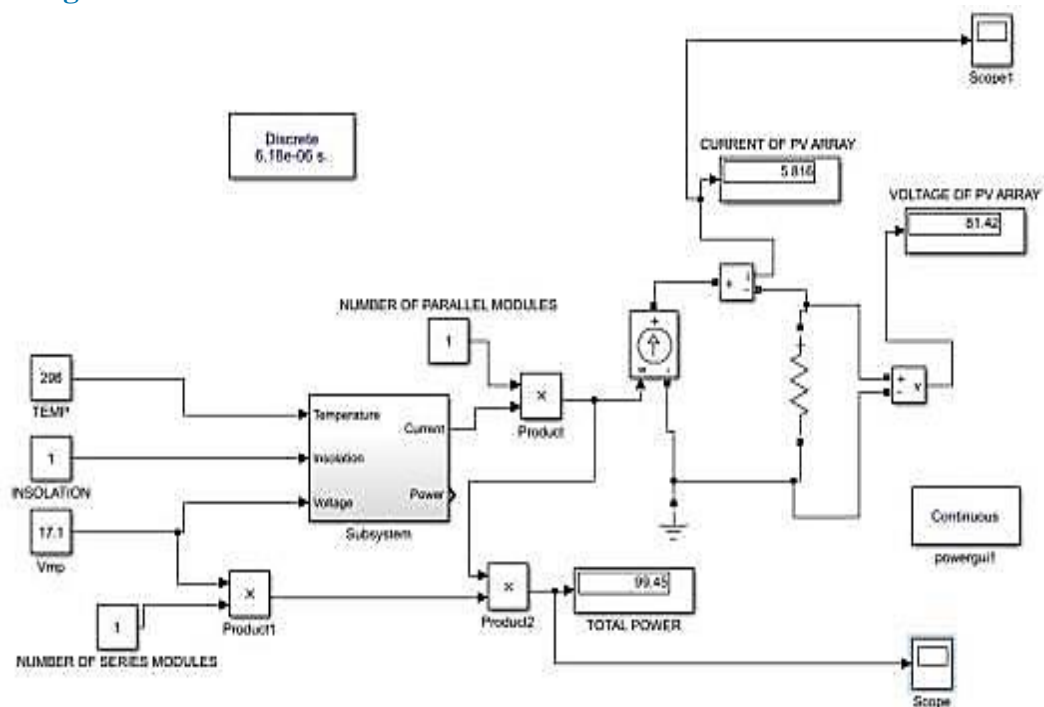 Scope1
Discrete
6.18e-06 s.
CURRENT OF PV ARRAY
5.816
VOLTAGE OF PV ARRAY
81.42
NUMBER OF PARALLEL MODULES
1
298
TEMP
1
INSOLATION
17.1
Vmp
Temperature
Insolation
Voltage
Current
Power
Subsystem
×
Product
+
-
i
+
-
v
Continuous
powergui1
×
Product1
1
NUMBER OF SERIES MODULES
×
Product2
99.45
TOTAL POWER
Scope